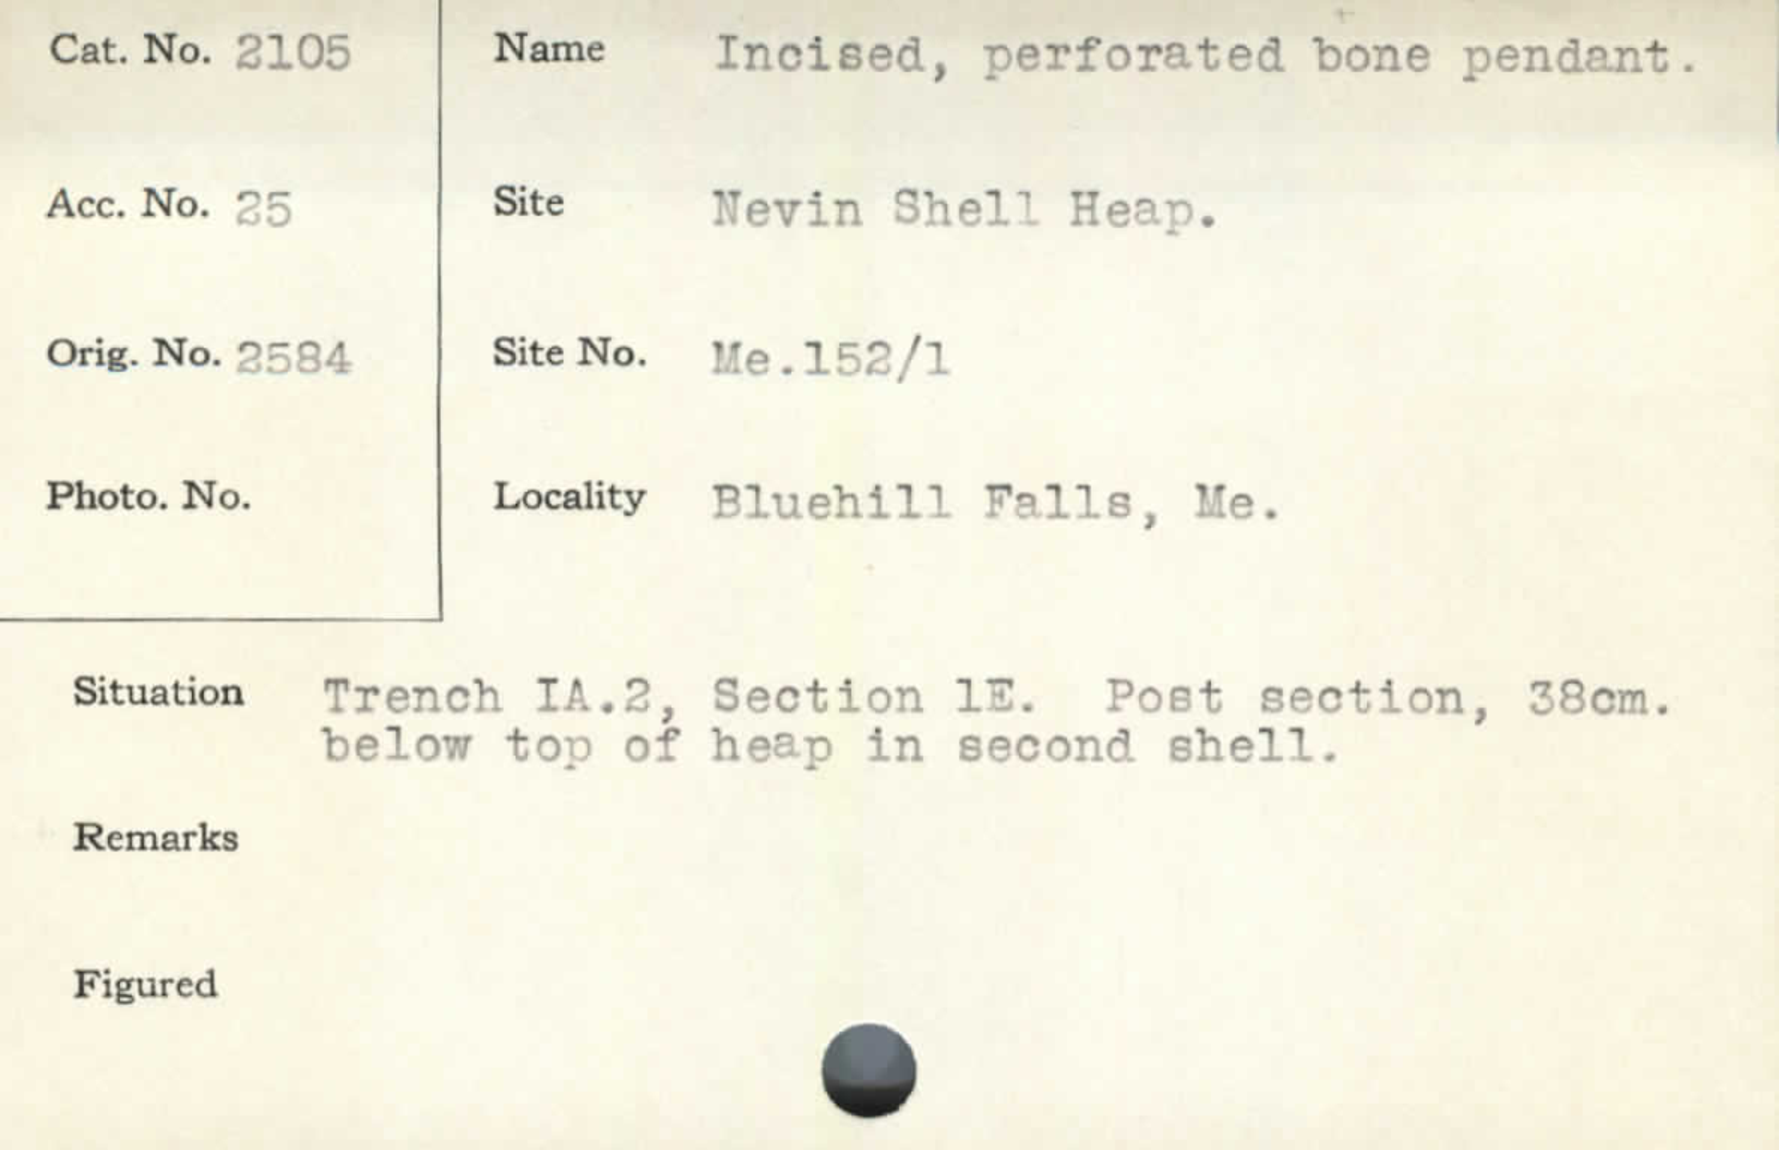 Cat. No. 2105
Name Incised, perforated bone pendant.
Acc. No. 25
Site Nevin Shell Heap.
Orig. No. 2584
Site No. Me.152/1
Photo. No.
Locality Bluehill Falls, Me.
Situation Trench IA.2, Section 1E. Post section, 38cm.
below top of heap in second shell.
Remarks
Figured